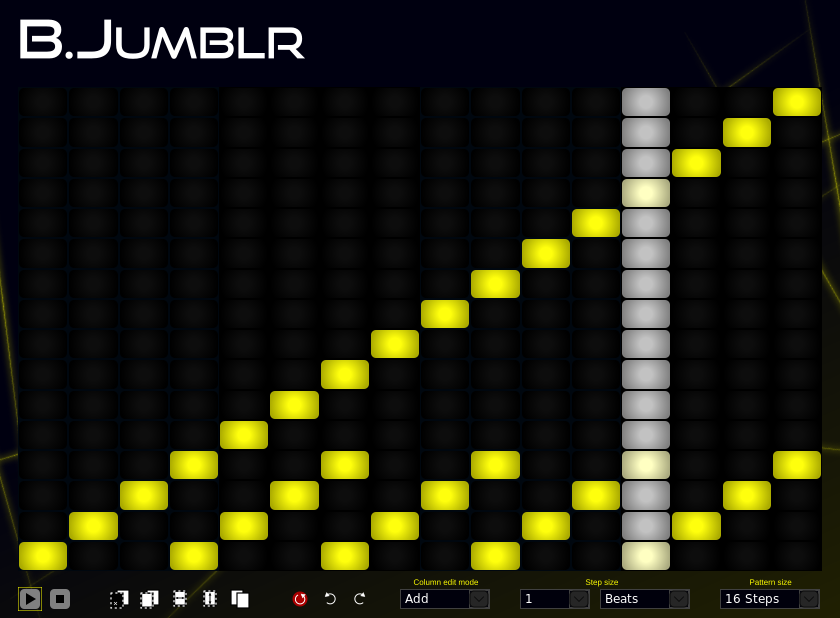 B.Jumblr
Column edit mode
Step size
Pattern size
Add
1
Beats
16 Steps